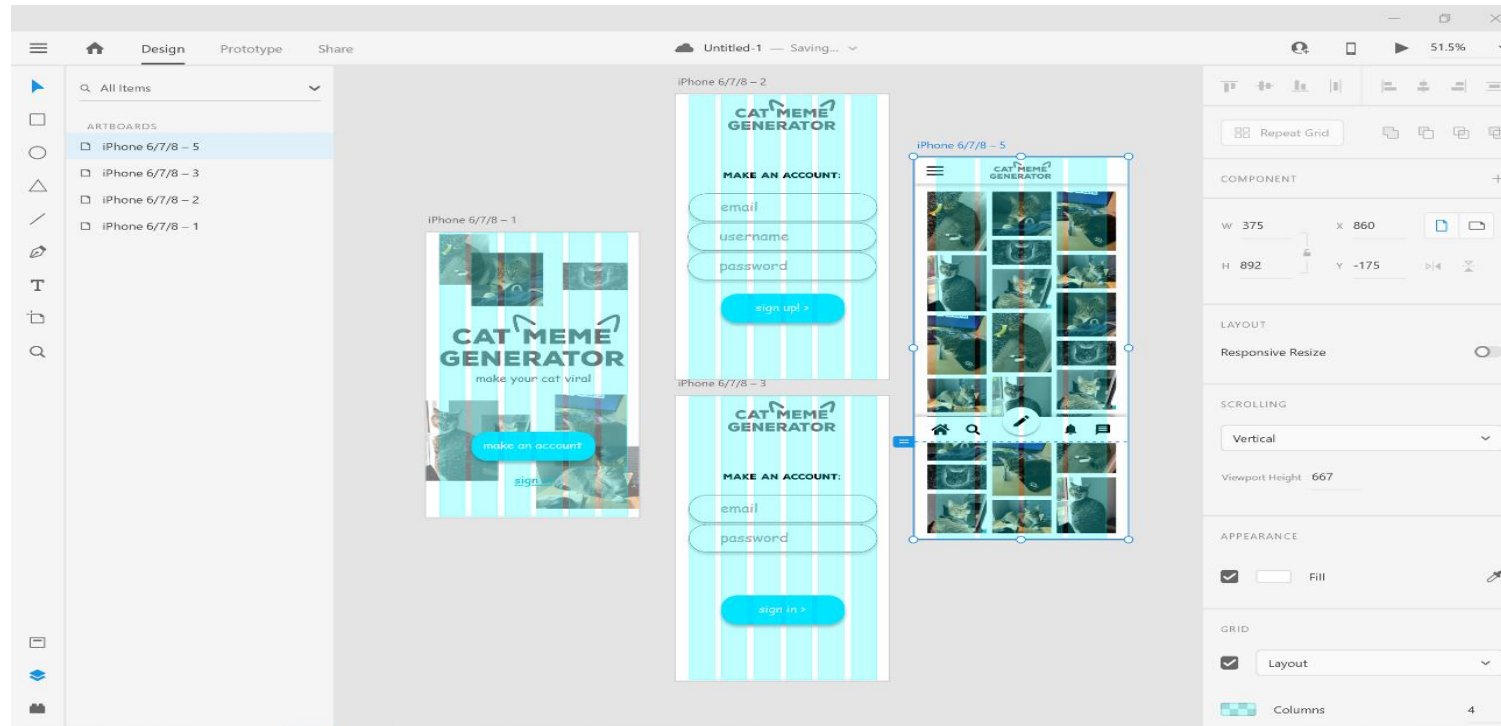 Design Prototype Share Untitled-1 — Saving... 51.5%
All Items
ARTBOARDS
iPhone 6/7/8 – 5
iPhone 6/7/8 – 3
iPhone 6/7/8 – 2
iPhone 6/7/8 – 1
iPhone 6/7/8 – 1
CAT MEME
GENERATOR
make your cat viral
make an account
sign
iPhone 6/7/8 – 2
CAT MEME
GENERATOR
MAKE AN ACCOUNT:
email
username
password
sign up! >
iPhone 6/7/8 – 3
CAT MEME
GENERATOR
MAKE AN ACCOUNT:
email
password
sign in >
iPhone 6/7/8 – 5
CAT MEME
GENERATOR
Repeat Grid
COMPONENT +
W 375 X 860
H 892 Y -175
LAYOUT
Responsive Resize
SCROLLING
Vertical
Viewport Height 667
APPEARANCE
Fill
GRID
Layout
Columns 4